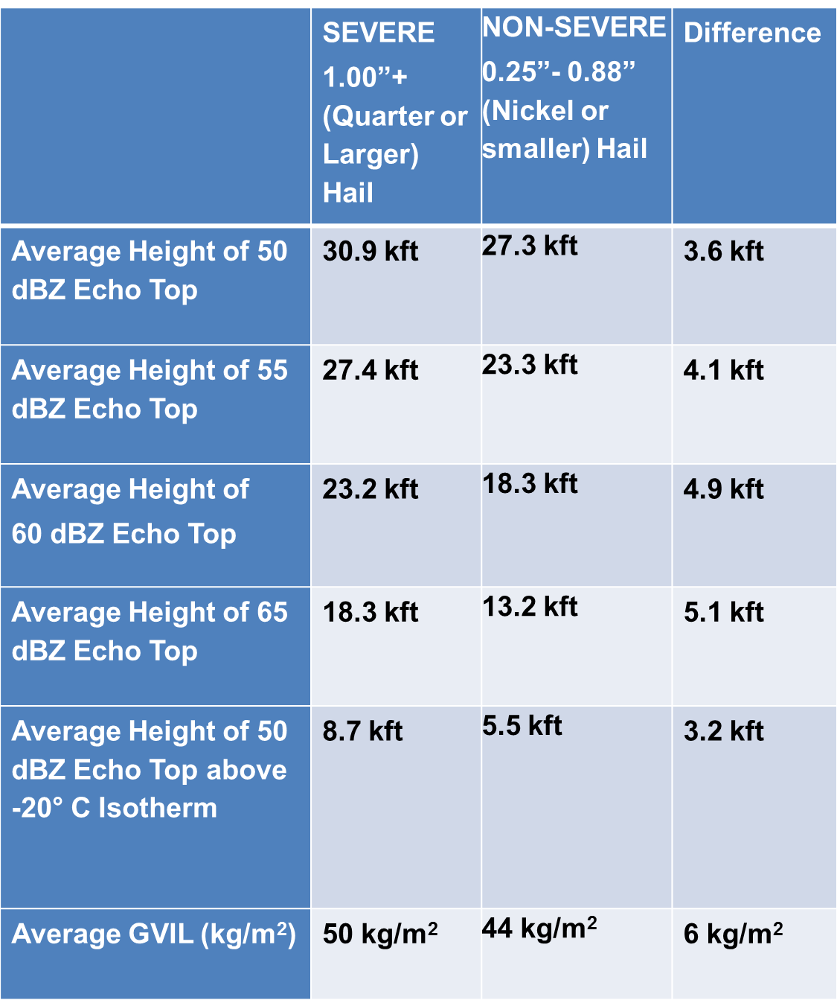 SEVERE
1.00”+
(Quarter or
Larger)
Hail
NON-SEVERE
0.25”- 0.88”
(Nickel or
smaller) Hail
Difference
Average Height of 50
dBZ Echo Top
30.9 kft
27.3 kft
3.6 kft
Average Height of 55
dBZ Echo Top
27.4 kft
23.3 kft
4.1 kft
Average Height of
60 dBZ Echo Top
23.2 kft
18.3 kft
4.9 kft
Average Height of 65
dBZ Echo Top
18.3 kft
13.2 kft
5.1 kft
Average Height of 50
dBZ Echo Top above
-20° C Isotherm
8.7 kft
5.5 kft
3.2 kft
Average GVIL (kg/m²)
50 kg/m²
44 kg/m²
6 kg/m²